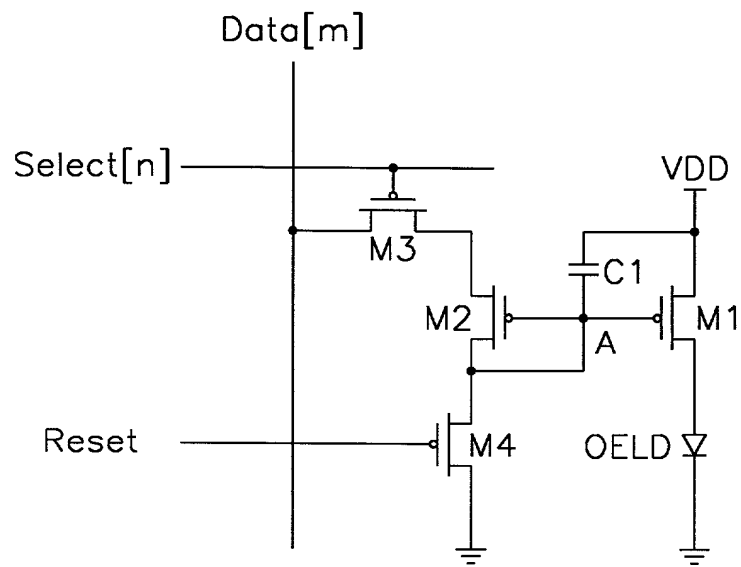 Data[m]
Select[n]
VDD
M3
C1
M2
M1
A
Reset
M4
OELD